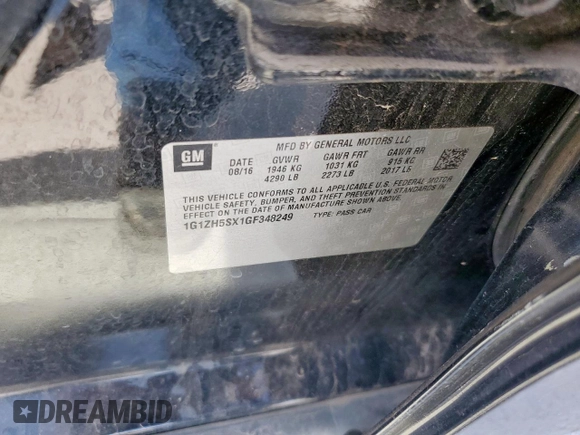 GM
MFD BY GENERAL MOTORS LLC
DATE GVWR GAWR FRT GAWR RR
08/16 1946 KG 1031 KG 915 KG
4290 LB 2273 LB 2017 LB
THIS VEHICLE CONFORMS TO ALL APPLICABLE U.S. FEDERAL MOTOR
VEHICLE SAFETY, BUMPER, AND THEFT PREVENTION STANDARDS IN
EFFECT ON THE DATE OF MANUFACTURE SHOWN ABOVE.
1G1ZH5SX1GF348249 TYPE: PASS CAR
DREAMBID